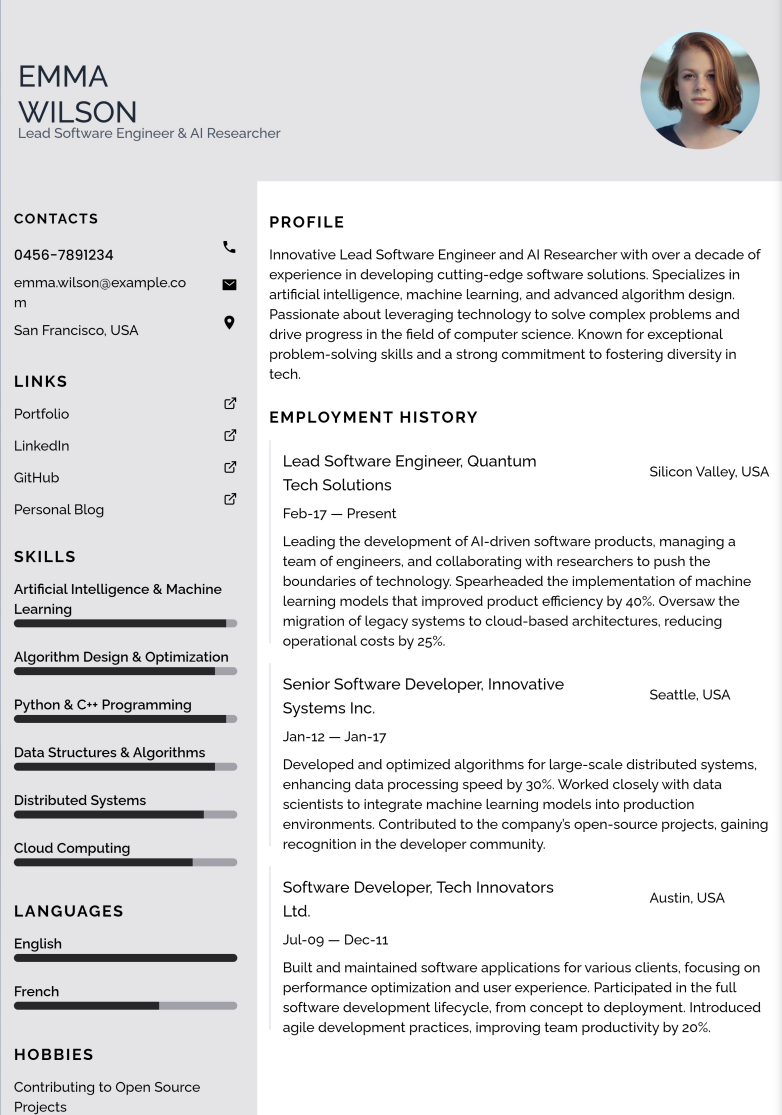 EMMA
WILSON
Lead Software Engineer & AI Researcher
CONTACTS
0456-7891234
emma.wilson@example.co
m
San Francisco, USA
LINKS
Portfolio
LinkedIn
GitHub
Personal Blog
SKILLS
Artificial Intelligence & Machine
Learning
Algorithm Design & Optimization
Python & C++ Programming
Data Structures & Algorithms
Distributed Systems
Cloud Computing
LANGUAGES
English
French
HOBBIES
Contributing to Open Source
Projects
PROFILE
Innovative Lead Software Engineer and AI Researcher with over a decade of
experience in developing cutting-edge software solutions. Specializes in
artificial intelligence, machine learning, and advanced algorithm design.
Passionate about leveraging technology to solve complex problems and
drive progress in the field of computer science. Known for exceptional
problem-solving skills and a strong commitment to fostering diversity in
tech.
EMPLOYMENT HISTORY
Lead Software Engineer, Quantum
Tech Solutions
Silicon Valley, USA
Feb-17 — Present
Leading the development of AI-driven software products, managing a
team of engineers, and collaborating with researchers to push the
boundaries of technology. Spearheaded the implementation of machine
learning models that improved product efficiency by 40%. Oversaw the
migration of legacy systems to cloud-based architectures, reducing
operational costs by 25%.
Senior Software Developer, Innovative
Systems Inc.
Seattle, USA
Jan-12 — Jan-17
Developed and optimized algorithms for large-scale distributed systems,
enhancing data processing speed by 30%. Worked closely with data
scientists to integrate machine learning models into production
environments. Contributed to the company's open-source projects, gaining
recognition in the developer community.
Software Developer, Tech Innovators
Ltd.
Austin, USA
Jul-09 — Dec-11
Built and maintained software applications for various clients, focusing on
performance optimization and user experience. Participated in the full
software development lifecycle, from concept to deployment. Introduced
agile development practices, improving team productivity by 20%.